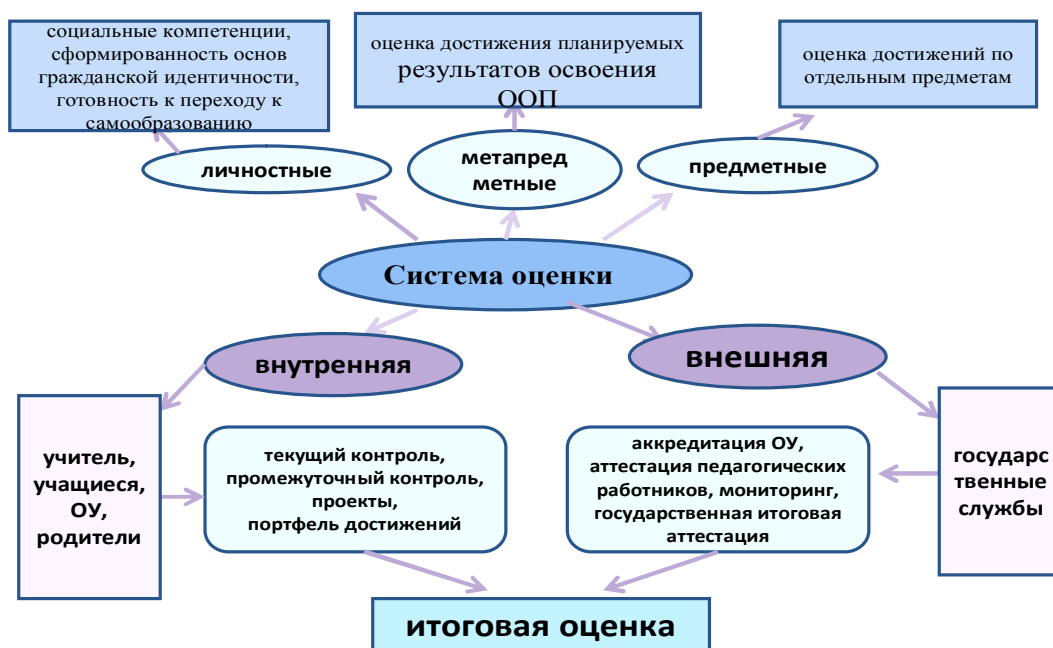 социальные компетенции,
сформированность основ
гражданской идентичности,
готовность к переходу к
самообразованию
оценка достижения планируемых
результатов освоения
ООП
оценка достижений по
отдельным предметам
личностные
метапред
метные
предметные
Система оценки
внутренняя
внешняя
учитель,
учащиеся,
ОУ,
родители
текущий контроль,
промежуточный контроль,
проекты,
портфель достижений
аккредитация ОУ,
аттестация педагогических
работников, мониторинг,
государственная итоговая
аттестация
государс
твенные
службы
итоговая оценка